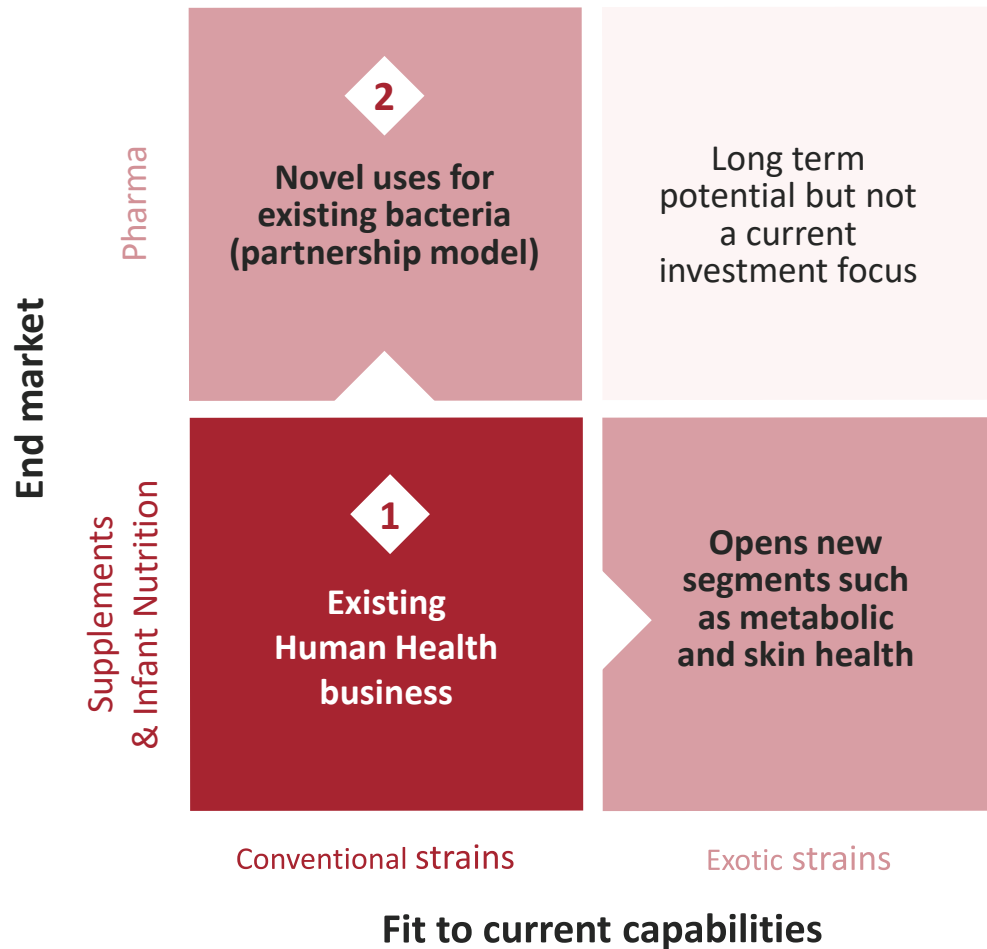 End market
Pharma
2
Novel uses for
existing bacteria
(partnership model)
Long term
potential but not
a current
investment focus
Supplements
& Infant Nutrition
1
Existing
Human Health
business
Opens new
segments such
as metabolic
and skin health
Conventional strains
Exotic strains
Fit to current capabilities